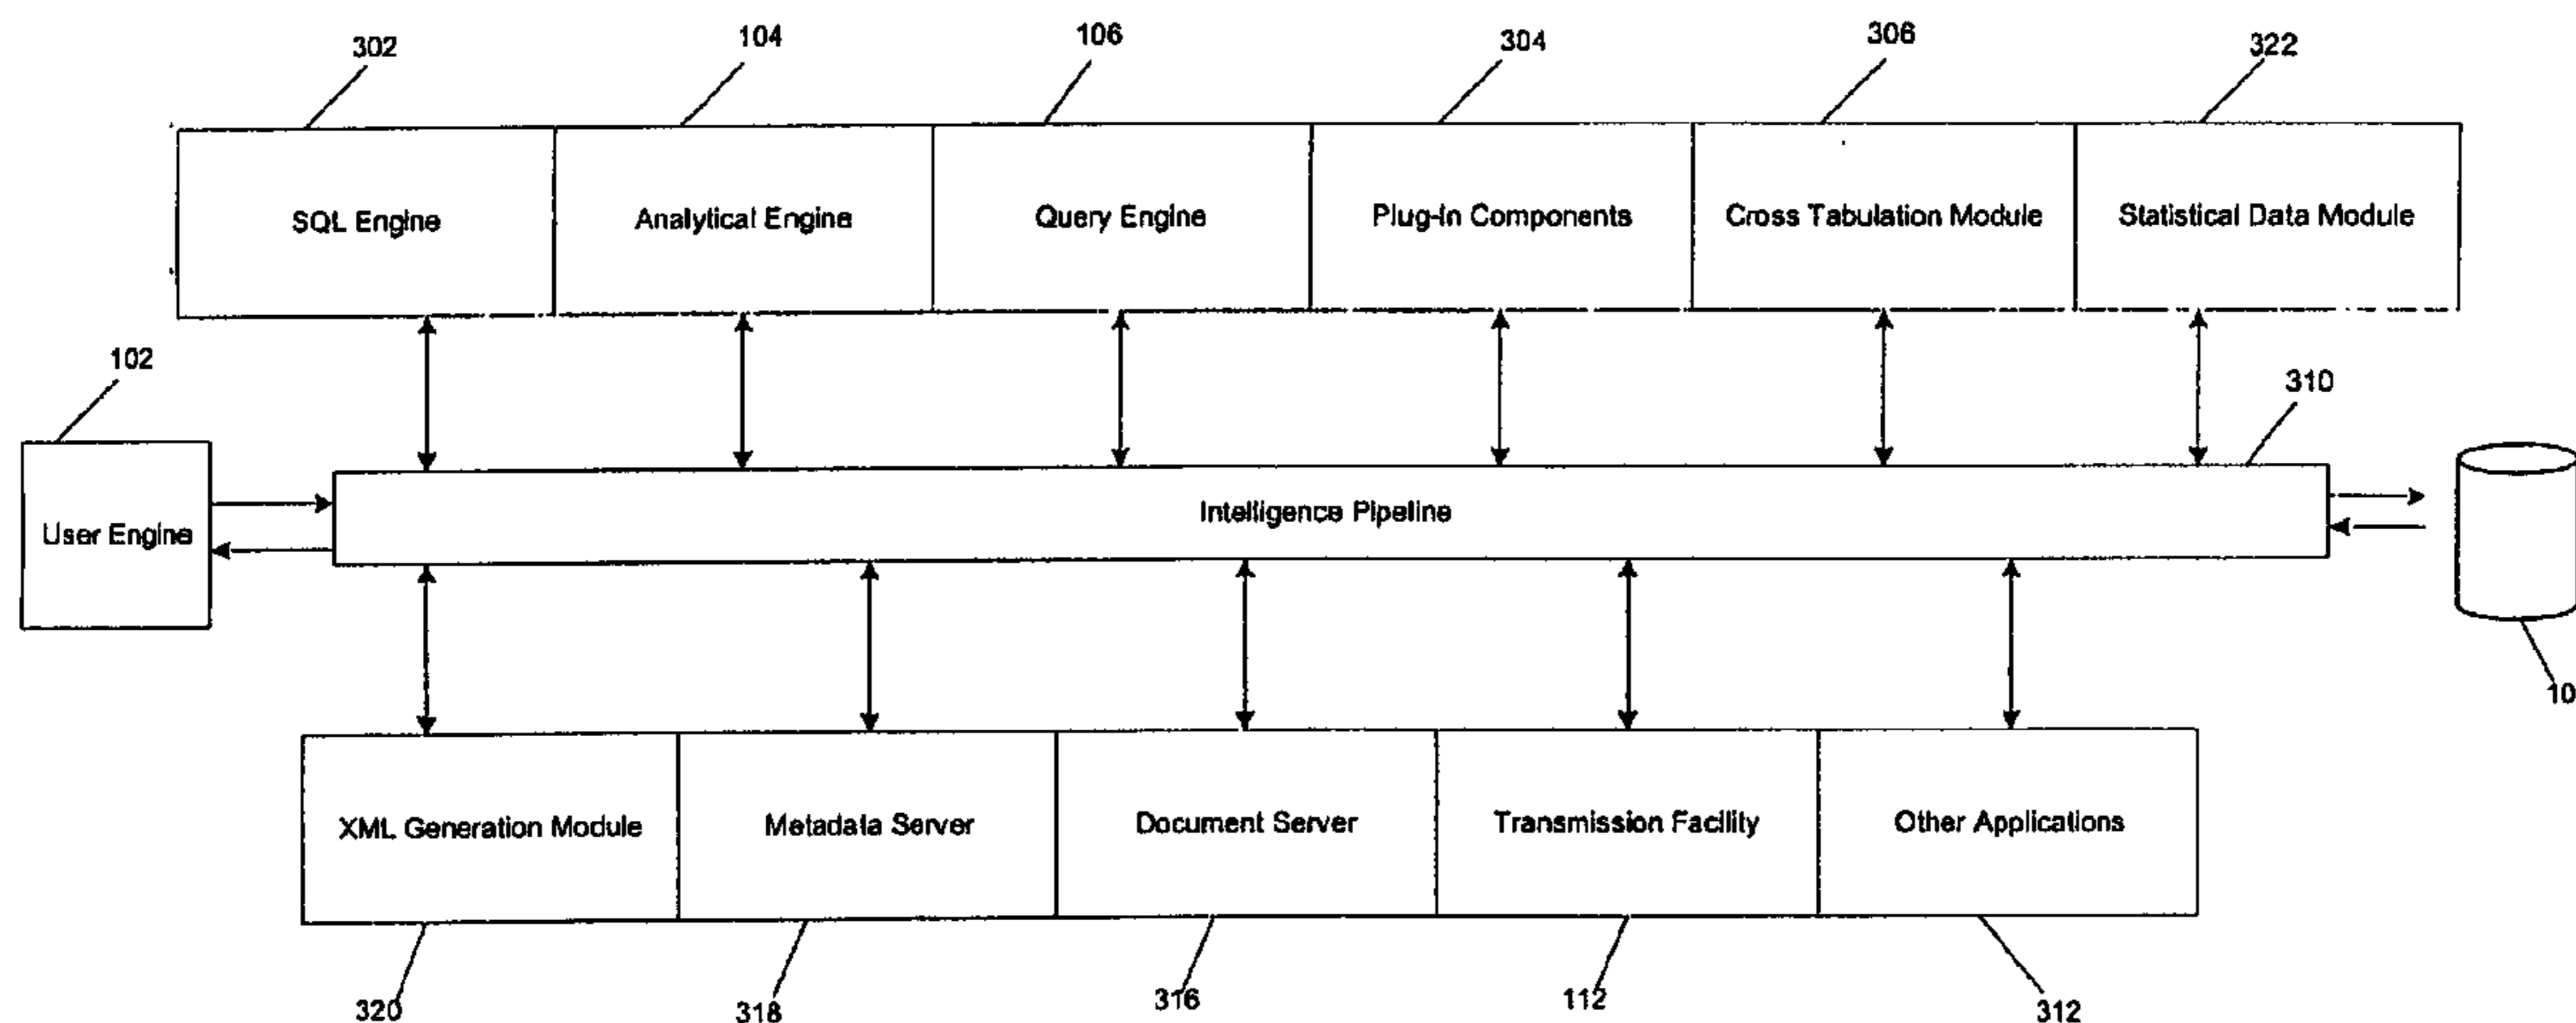 302
104
106
304
306
322
SQL Engine
Analytical Engine
Query Engine
Plug-In Components
Cross Tabulation Module
Statistical Data Module
102
310
User Engine
Intelligence Pipeline
10
XML Generation Module
Metadata Server
Document Server
Transmission Facility
Other Applications
320
318
316
112
312